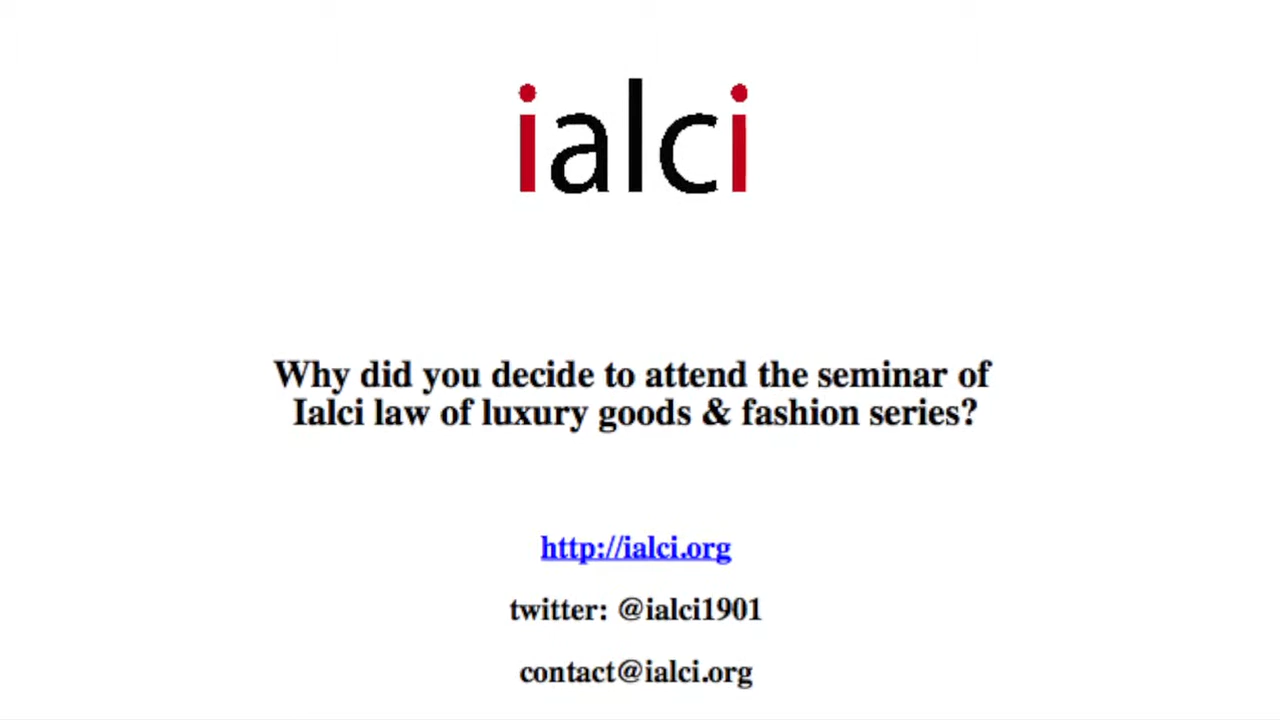 ialci
Why did you decide to attend the seminar of
Ialci law of luxury goods & fashion series?
http://ialci.org
twitter: @ialci1901
contact@ialci.org